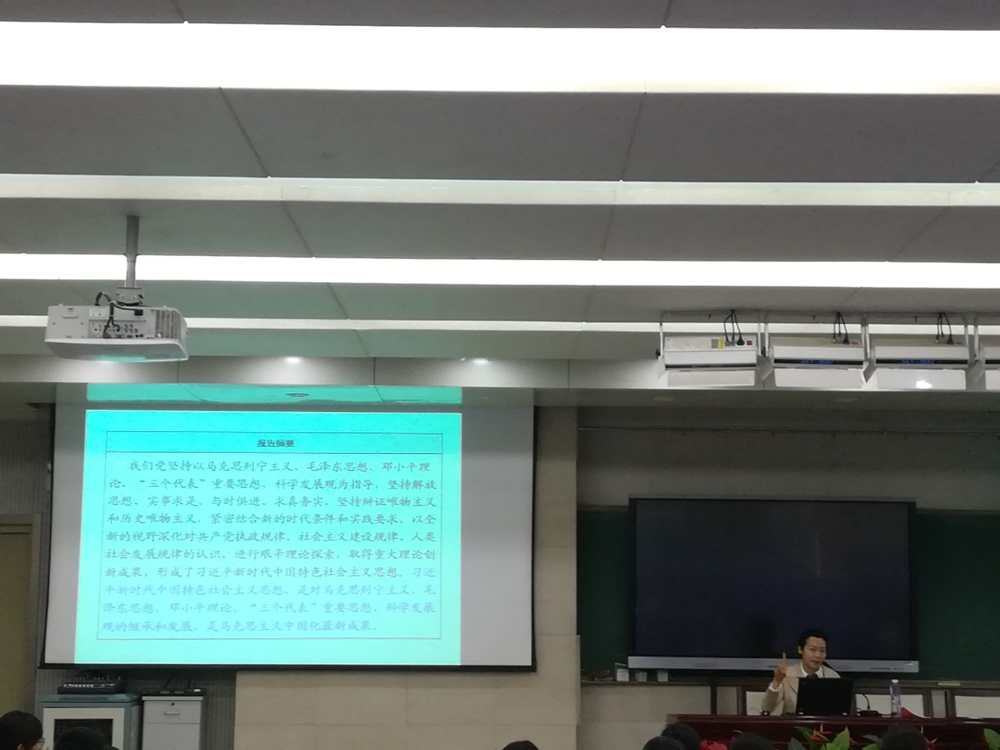 报告摘要
我们党坚持以马克思列宁主义、毛泽东思想、邓小平理
论、“三个代表”重要思想、科学发展观为指导，坚持解放
思想、实事求是、与时俱进、求真务实，坚持辩证唯物主义
和历史唯物主义，紧密结合新的时代条件和实践要求，以全
新的视野深化对共产党执政规律、社会主义建设规律、人类
社会发展规律的认识，进行艰辛理论探索，取得重大理论创
新成果，形成了习近平新时代中国特色社会主义思想。习近
平新时代中国特色社会主义思想，是对马克思列宁主义、毛
泽东思想、邓小平理论、“三个代表”重要思想、科学发展
观的继承和发展，是马克思主义中国化最新成果。